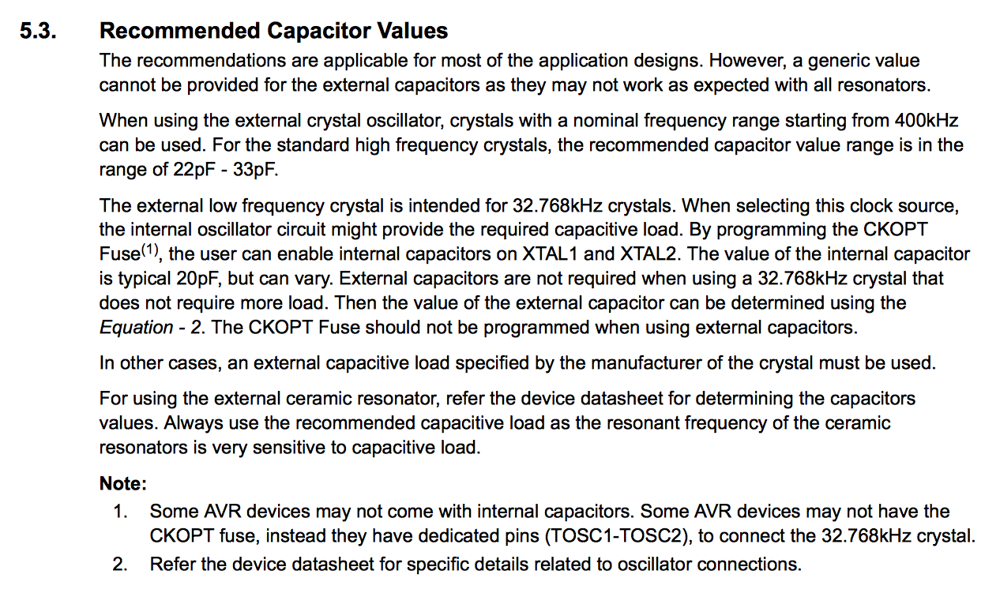 5.3. Recommended Capacitor Values
The recommendations are applicable for most of the application designs. However, a generic value
cannot be provided for the external capacitors as they may not work as expected with all resonators.
When using the external crystal oscillator, crystals with a nominal frequency range starting from 400kHz
can be used. For the standard high frequency crystals, the recommended capacitor value range is in the
range of 22pF - 33pF.
The external low frequency crystal is intended for 32.768kHz crystals. When selecting this clock source,
the internal oscillator circuit might provide the required capacitive load. By programming the CKOPT
Fuse(1), the user can enable internal capacitors on XTAL1 and XTAL2. The value of the internal capacitor
is typical 20pF, but can vary. External capacitors are not required when using a 32.768kHz crystal that
does not require more load. Then the value of the external capacitor can be determined using the
Equation - 2. The CKOPT Fuse should not be programmed when using external capacitors.
In other cases, an external capacitive load specified by the manufacturer of the crystal must be used.
For using the external ceramic resonator, refer the device datasheet for determining the capacitors
values. Always use the recommended capacitive load as the resonant frequency of the ceramic
resonators is very sensitive to capacitive load.
Note:
1. Some AVR devices may not come with internal capacitors. Some AVR devices may not have the
CKOPT fuse, instead they have dedicated pins (TOSC1-TOSC2), to connect the 32.768kHz crystal.
2. Refer the device datasheet for specific details related to oscillator connections.